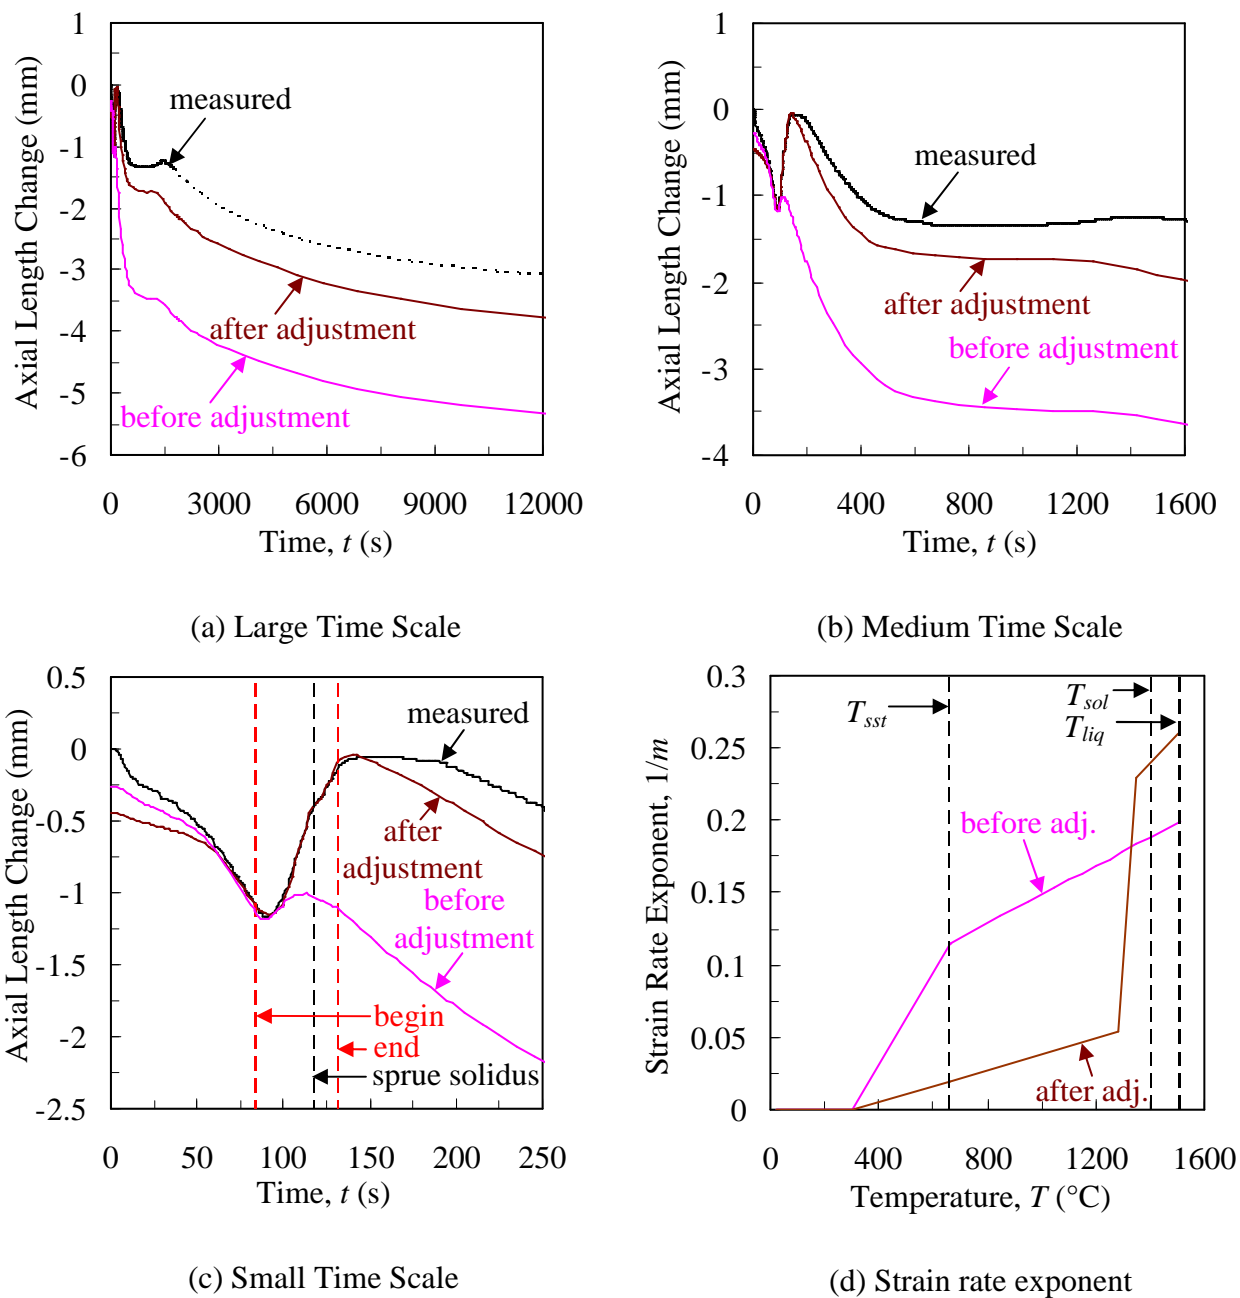 1
0
-1
-2
-3
-4
-5
-6
Axial Length Change (mm)
measured
after adjustment
before adjustment
0 3000 6000 9000 12000
Time, t (s)
(a) Large Time Scale
1
0
-1
-2
-3
-4
Axial Length Change (mm)
measured
after adjustment
before adjustment
0 400 800 1200 1600
Time, t (s)
(b) Medium Time Scale
0.5
0
-0.5
-1
-1.5
-2
-2.5
Axial Length Change (mm)
measured
after
adjustment
before
adjustment
begin
end
sprue solidus
0 50 100 150 200 250
Time, t (s)
(c) Small Time Scale
0.3
0.25
0.2
0.15
0.1
0.05
0
Strain Rate Exponent, 1/m
Tsst
Tsol
Tliq
before adj.
after adj.
0 400 800 1200 1600
Temperature, T (°C)
(d) Strain rate exponent